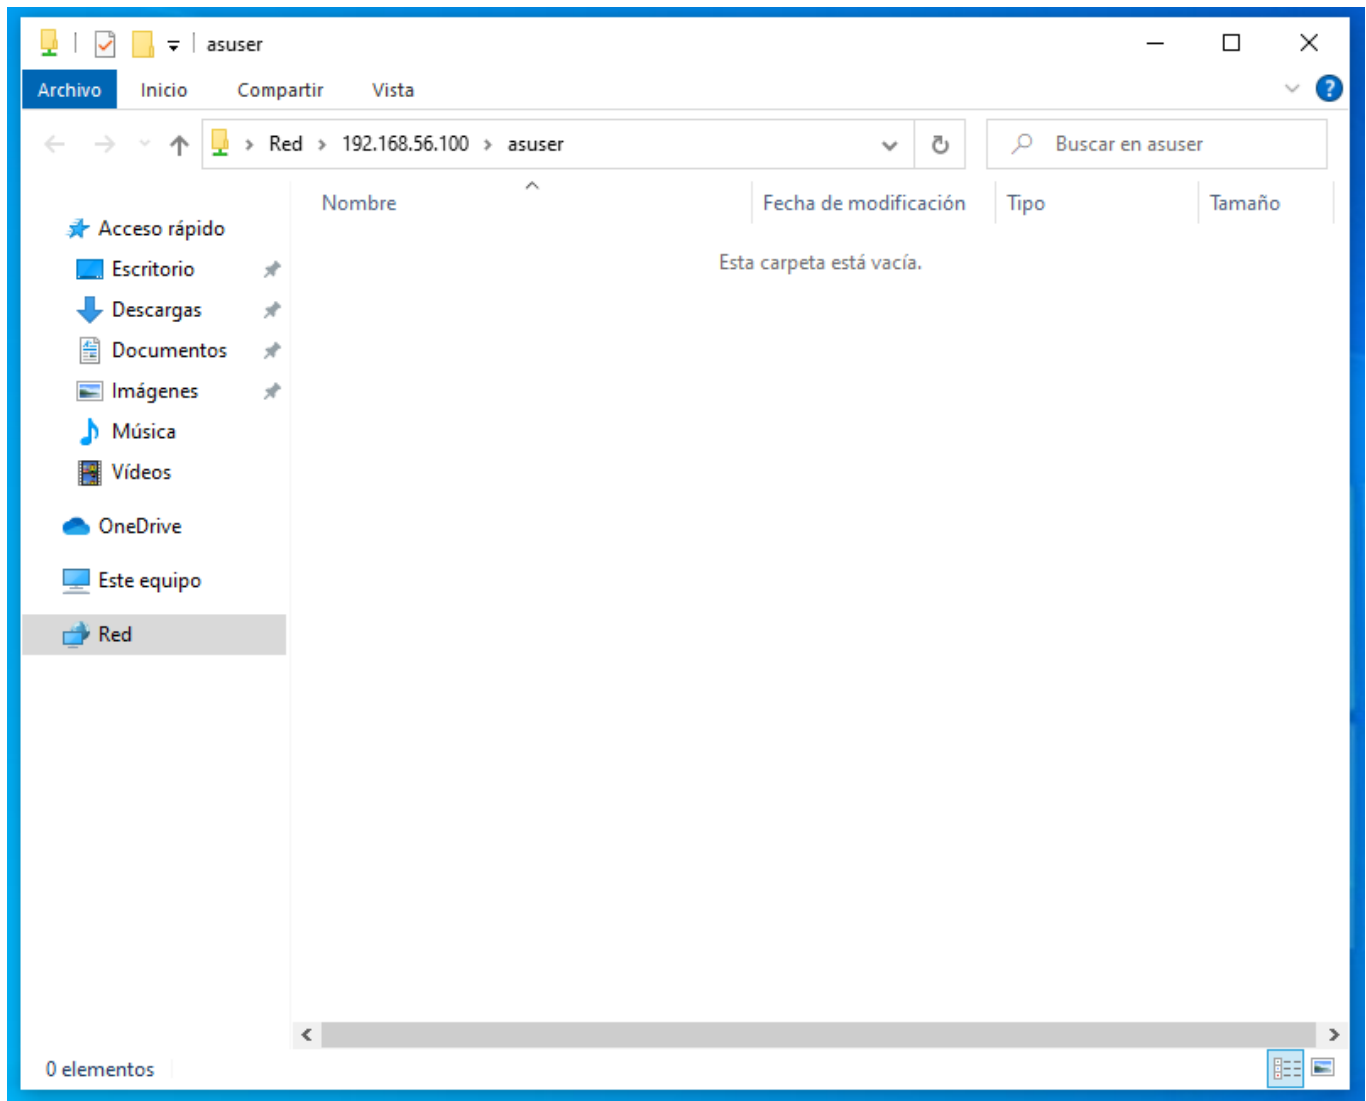 asuser
Archivo Inicio Compartir Vista
Red 192.168.56.100 asuser Buscar en asuser
Nombre Fecha de modificación Tipo Tamaño
Esta carpeta está vacía.
Acceso rápido
Escritorio
Descargas
Documentos
Imágenes
Música
Vídeos
OneDrive
Este equipo
Red
0 elementos